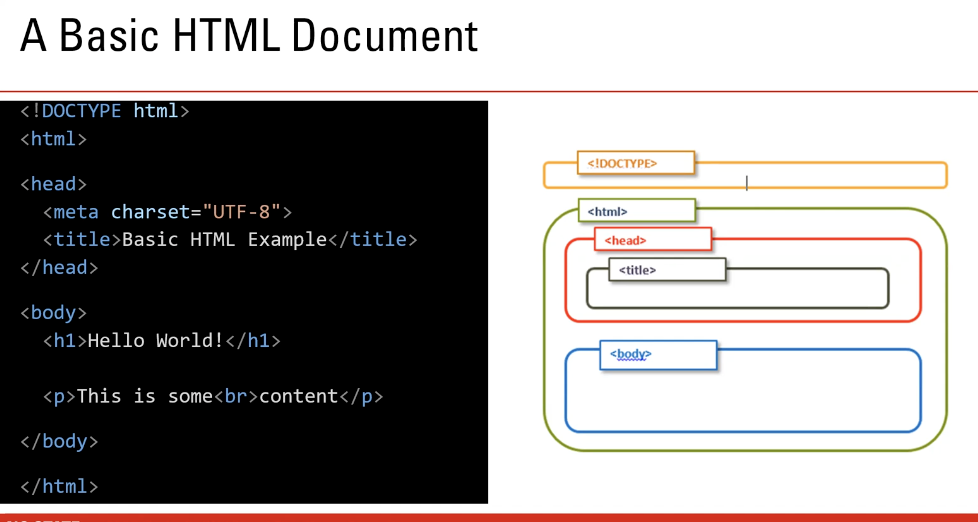 A Basic HTML Document
<!DOCTYPE html>
<html>
<head>
<meta charset="UTF-8">
<title>Basic HTML Example</title>
</head>
<body>
<h1>Hello World!</h1>
<p>This is some<br>content</p>
</body>
</html>
<!DOCTYPE>
<html>
<head>
<title>
<body>